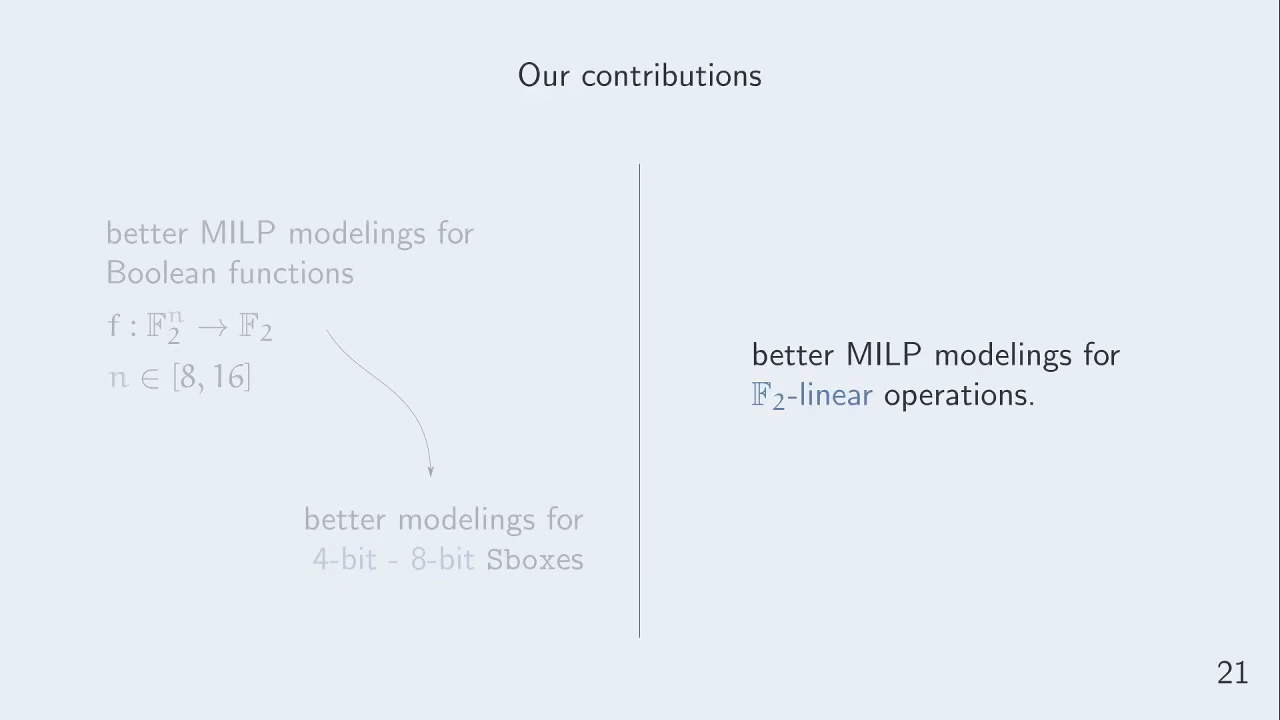 Our contributions
better MILP modelings for
Boolean functions
f : 𝔽₂ⁿ → 𝔽₂
n ∈ [8, 16]
better modelings for
4-bit - 8-bit Sboxes
better MILP modelings for
𝔽₂-linear operations.
21